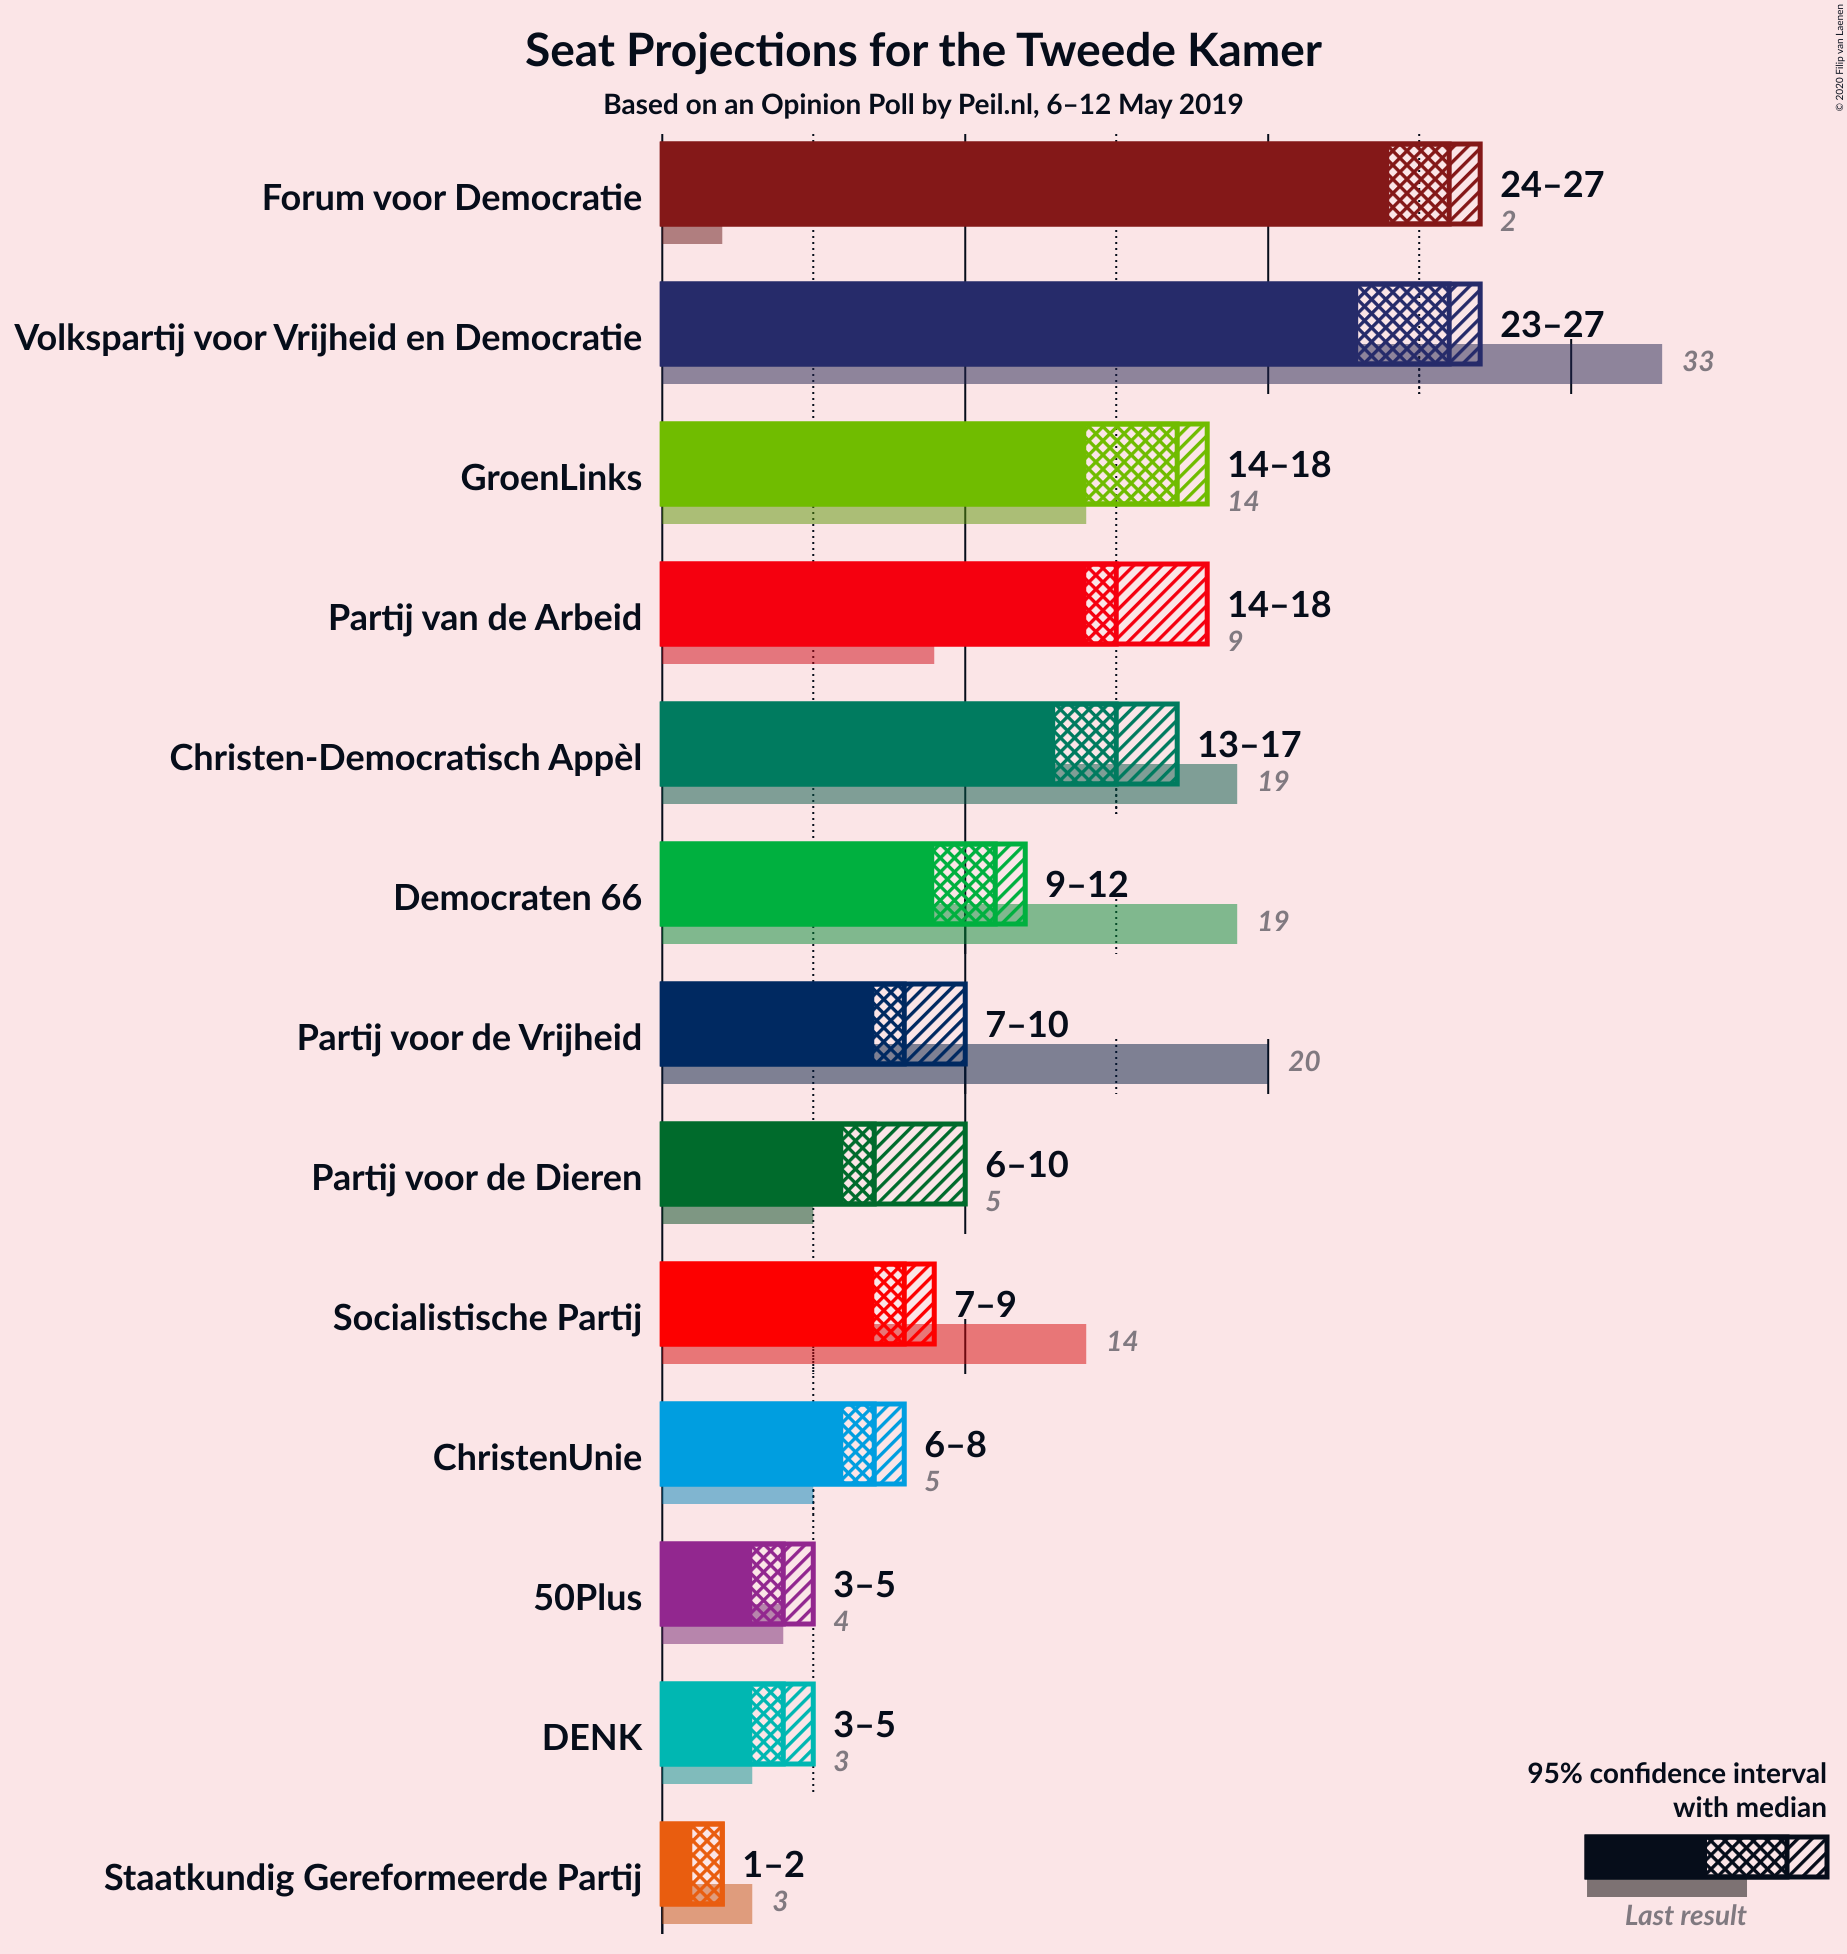 Seat Projections for the Tweede Kamer
Based on an Opinion Poll by Peil.nl, 6–12 May 2019
© 2020 Filip van Laenen
Forum voor Democratie
24–27
2
Volkspartij voor Vrijheid en Democratie
23–27
33
GroenLinks
14–18
14
Partij van de Arbeid
14–18
9
Christen-Democratisch Appèl
13–17
19
Democraten 66
9–12
19
Partij voor de Vrijheid
7–10
20
Partij voor de Dieren
6–10
5
Socialistische Partij
7–9
14
ChristenUnie
6–8
5
50Plus
3–5
4
DENK
3–5
3
Staatkundig Gereformeerde Partij
1–2
3
95% confidence interval
with median
Last result